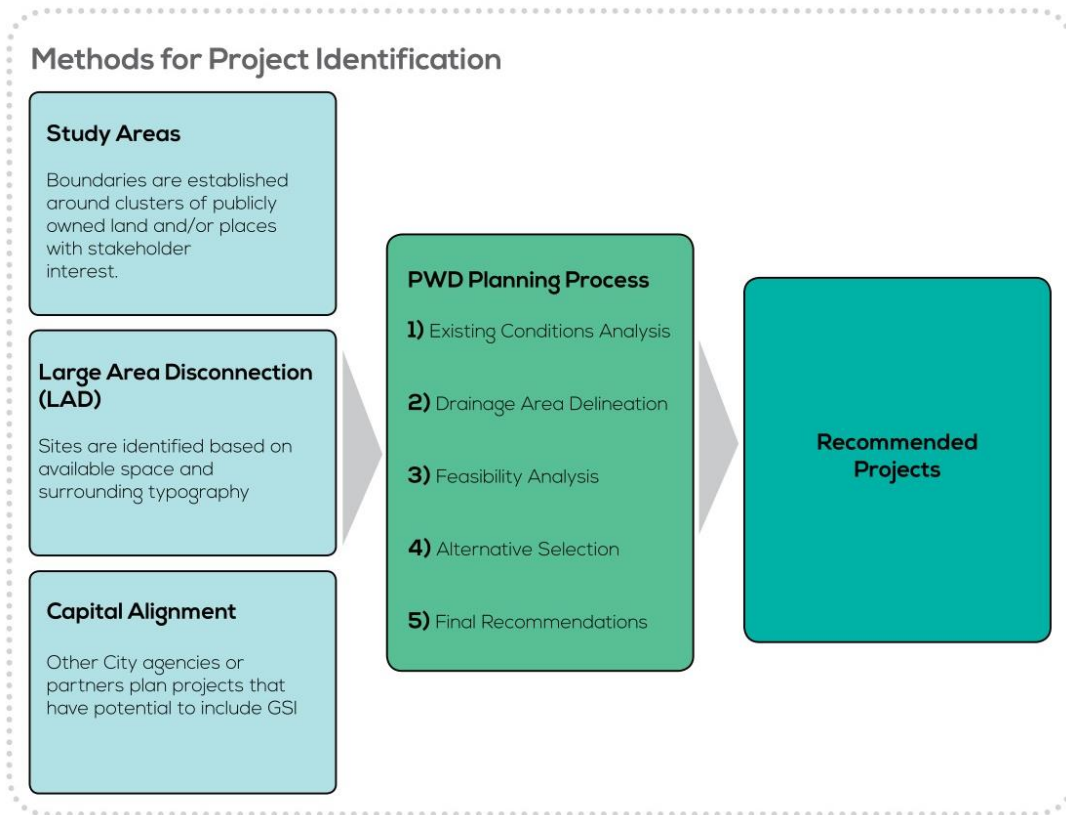 Methods for Project Identification
Study Areas
Boundaries are established
around clusters of publicly
owned land and/or places
with stakeholder
interest.
Large Area Disconnection
(LAD)
Sites are identified based on
available space and
surrounding typography
Capital Alignment
Other City agencies or
partners plan projects that
have potential to include GSI
PWD Planning Process
1) Existing Conditions Analysis
2) Drainage Area Delineation
3) Feasibility Analysis
4) Alternative Selection
5) Final Recommendations
Recommended
Projects